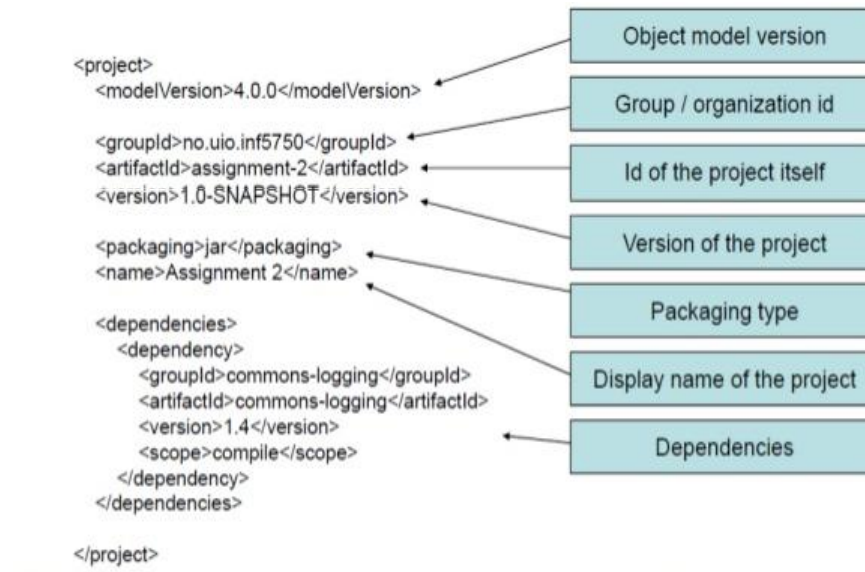 <project>
<modelVersion>4.0.0</modelVersion>
<groupId>no.uio.inf5750</groupId>
<artifactId>assignment-2</artifactId>
<version>1.0-SNAPSHOT</version>
<packaging>jar</packaging>
<name>Assignment 2</name>
<dependencies>
<dependency>
<groupId>commons-logging</groupId>
<artifactId>commons-logging</artifactId>
<version>1.4</version>
<scope>compile</scope>
</dependency>
</dependencies>
</project>
Object model version
Group / organization id
Id of the project itself
Version of the project
Packaging type
Display name of the project
Dependencies